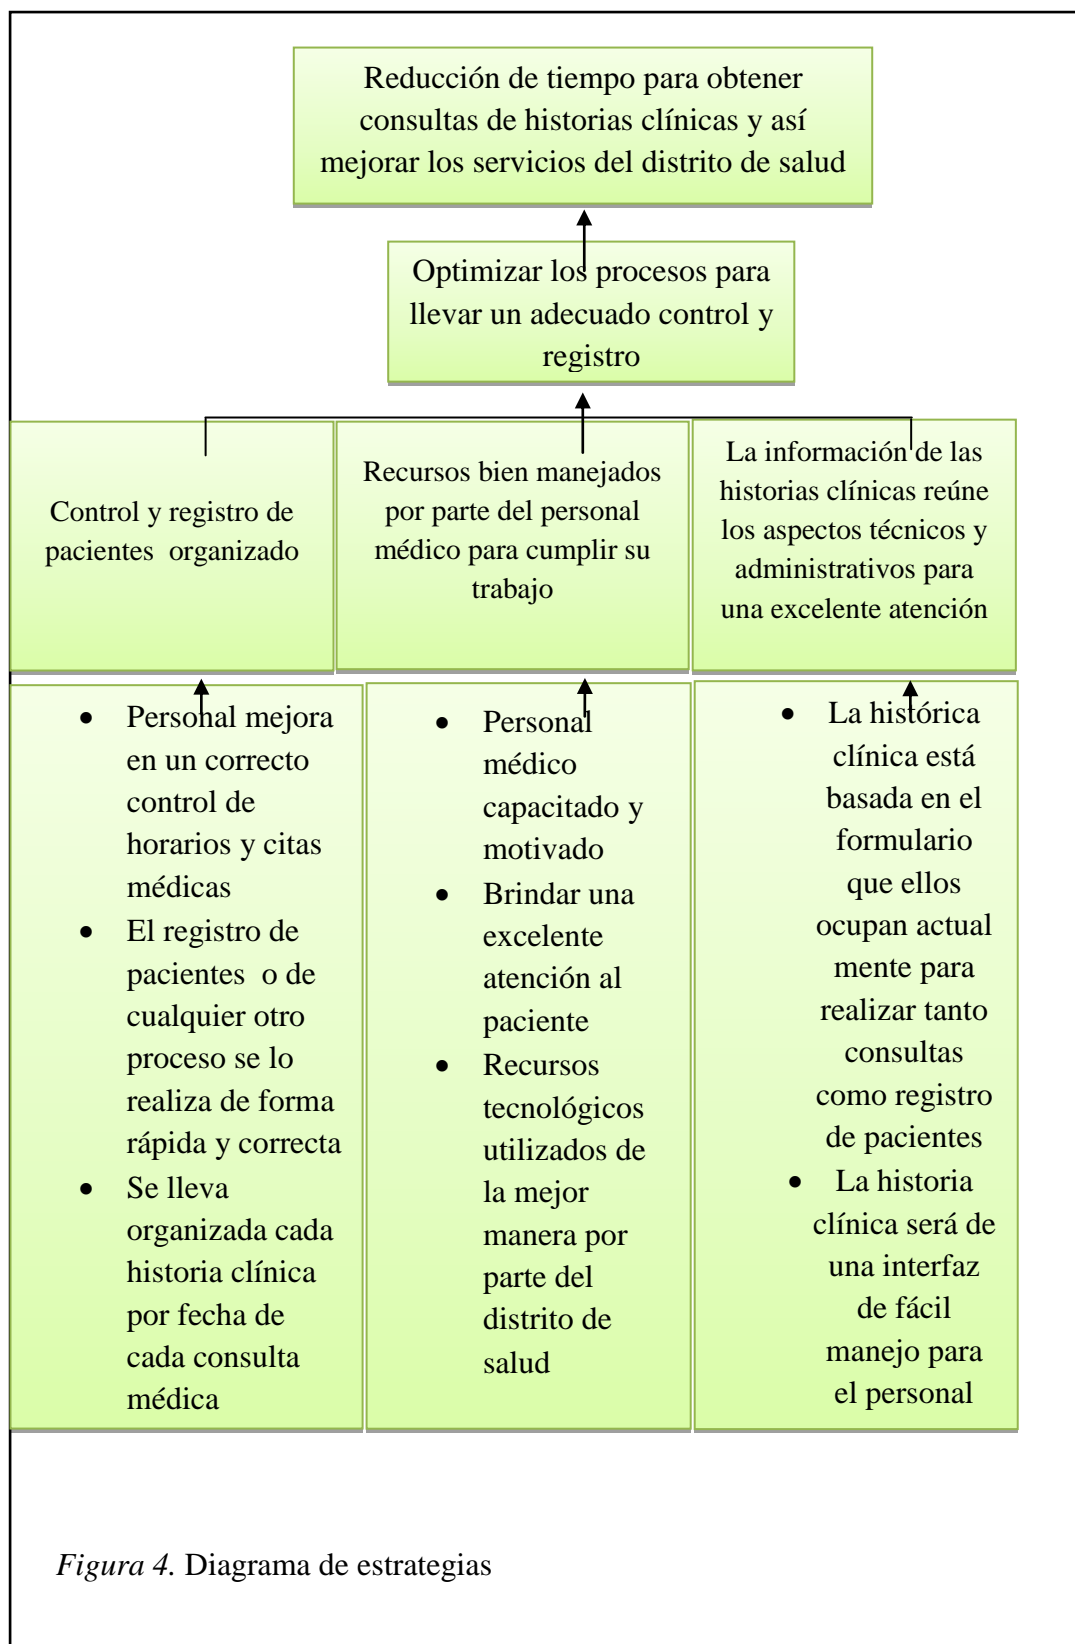 Reducción de tiempo para obtener
consultas de historias clínicas y así
mejorar los servicios del distrito de salud
Optimizar los procesos para
llevar un adecuado control y
registro
Control y registro de
pacientes  organizado
Recursos bien manejados
por parte del personal
médico para cumplir su
trabajo
La información de las
historias clínicas reúne
los aspectos técnicos y
administrativos para
una excelente atención
• Personal mejora
en un correcto
control de
horarios y citas
médicas
• El registro de
pacientes  o de
cualquier otro
proceso se lo
realiza de forma
rápida y correcta
• Se lleva
organizada cada
historia clínica
por fecha de
cada consulta
médica
• Personal
médico
capacitado y
motivado
• Brindar una
excelente
atención al
paciente
• Recursos
tecnológicos
utilizados de
la mejor
manera por
parte del
distrito de
salud
• La histórica
clínica está
basada en el
formulario
que ellos
ocupan actual
mente para
realizar tanto
consultas
como registro
de pacientes
• La historia
clínica será de
una interfaz
de fácil
manejo para
el personal
Figura 4. Diagrama de estrategias